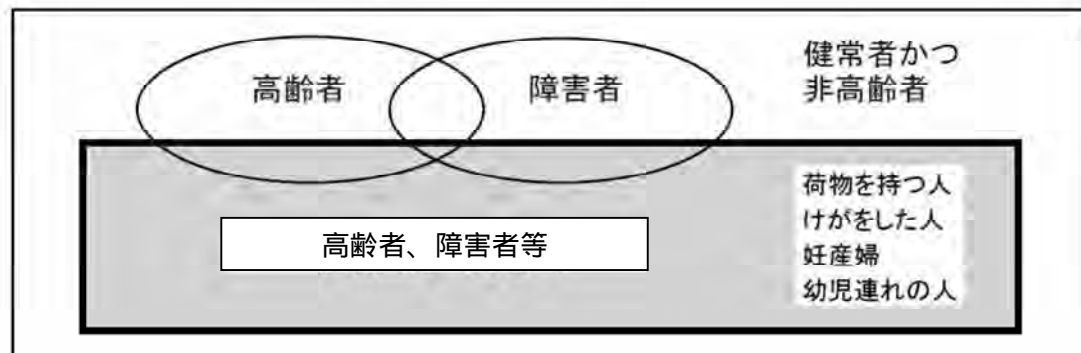 高齢者
障害者
健常者かつ
非高齢者
高齢者、障害者等
荷物を持つ人
けがをした人
妊産婦
幼児連れの人